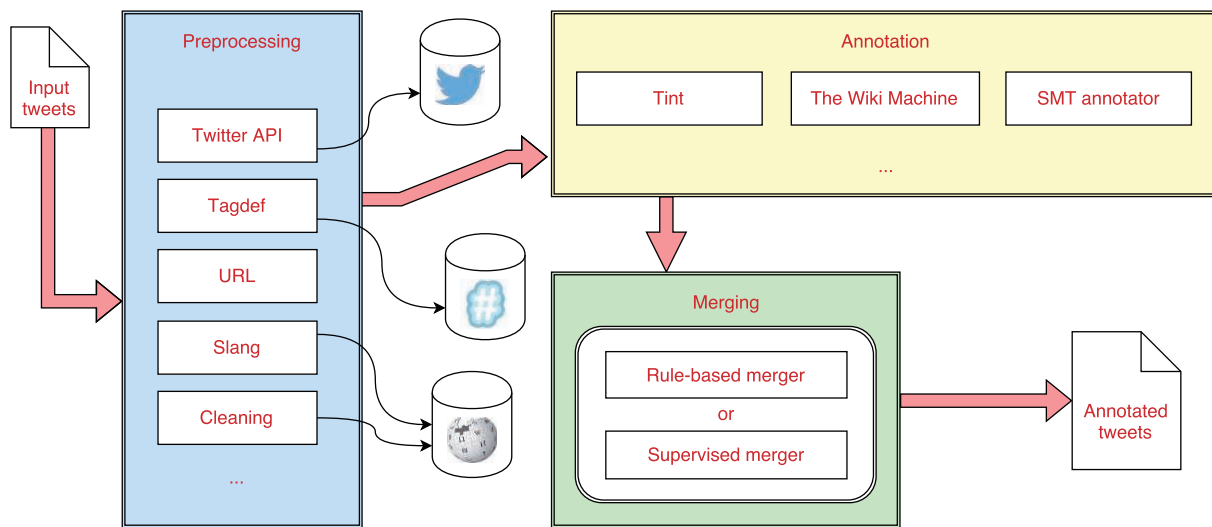 Input
tweets
Preprocessing
Twitter API
Tagdef
URL
Slang
Cleaning
...
#
Annotation
Tint
The Wiki Machine
SMT annotator
...
Merging
Rule-based merger
or
Supervised merger
Annotated
tweets